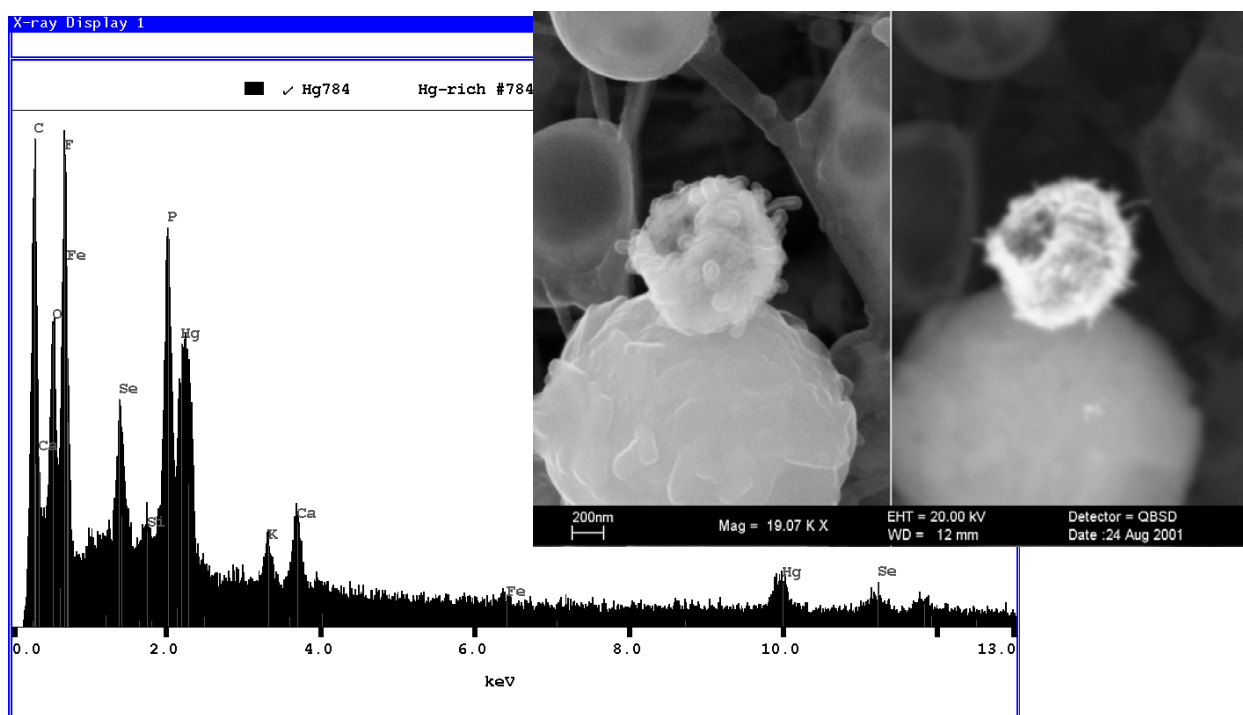 X-ray Display 1
✓ Hg784 Hg-rich #784
C
F
P
Fe
O
Hg
Se
Ca
Si
Ca
K
Fe
Hg
Se
0.0 2.0 4.0 6.0 8.0 10.0 13.0
keV
200nm
Mag = 19.07 K X
EHT = 20.00 kV
WD = 12 mm
Detector = QBSD
Date :24 Aug 2001